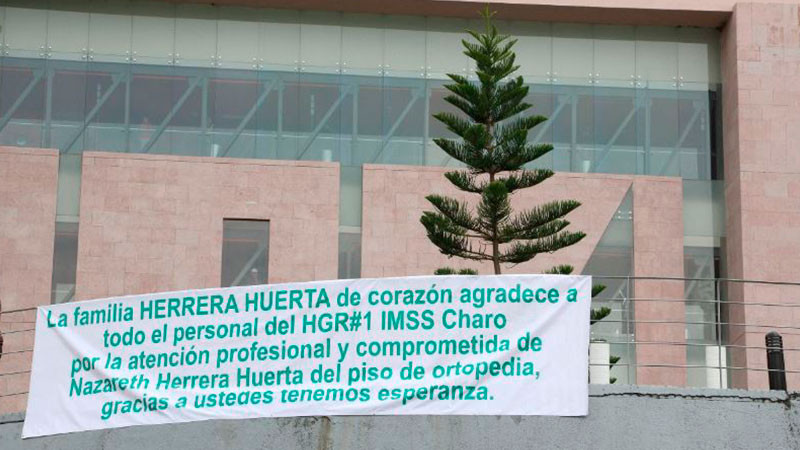 La familia HERRERA HUERTA de corazón agradece a
todo el personal del HGR#1 IMSS Charo
por la atención profesional y comprometida de
Nazareth Herrera Huerta del piso de ortopedia,
gracias a ustedes tenemos esperanza.